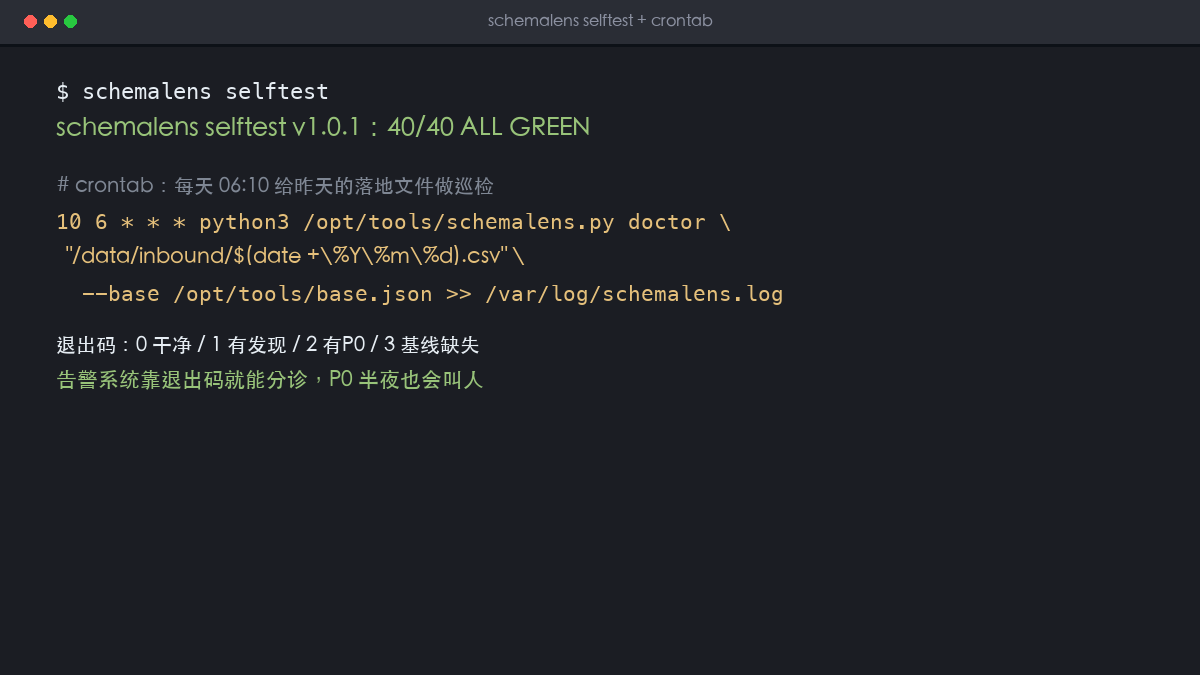 schemalens selftest + crontab
$ schemalens selftest
schemalens selftest v1.0.1：40/40 ALL GREEN
# crontab：每天 06:10 给昨天的落地文件做巡检
10 6 * * * python3 /opt/tools/schemalens.py doctor \
"/data/inbound/$(date +\%Y\%m\%d).csv" \
--base /opt/tools/base.json >> /var/log/schemalens.log
退出码：0 干净 / 1 有发现 / 2 有P0 / 3 基线缺失
告警系统靠退出码就能分诊，P0 半夜也会叫人